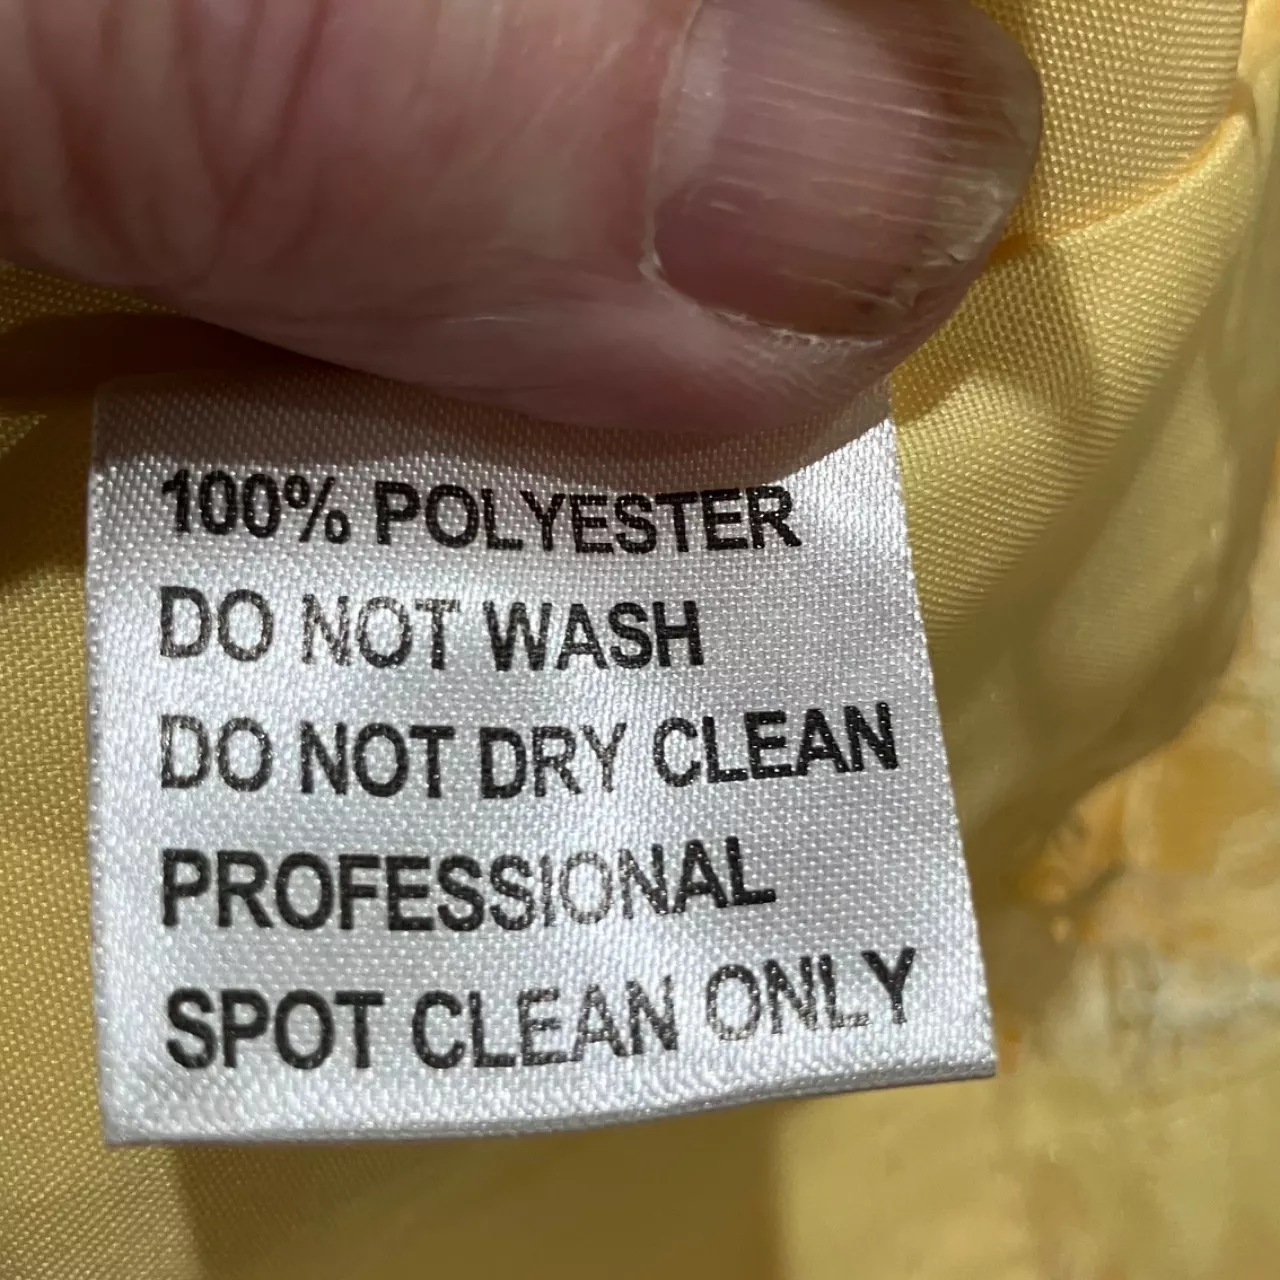 100% POLYESTER
DO NOT WASH
DO NOT DRY CLEAN
PROFESSIONAL
SPOT CLEAN ONLY